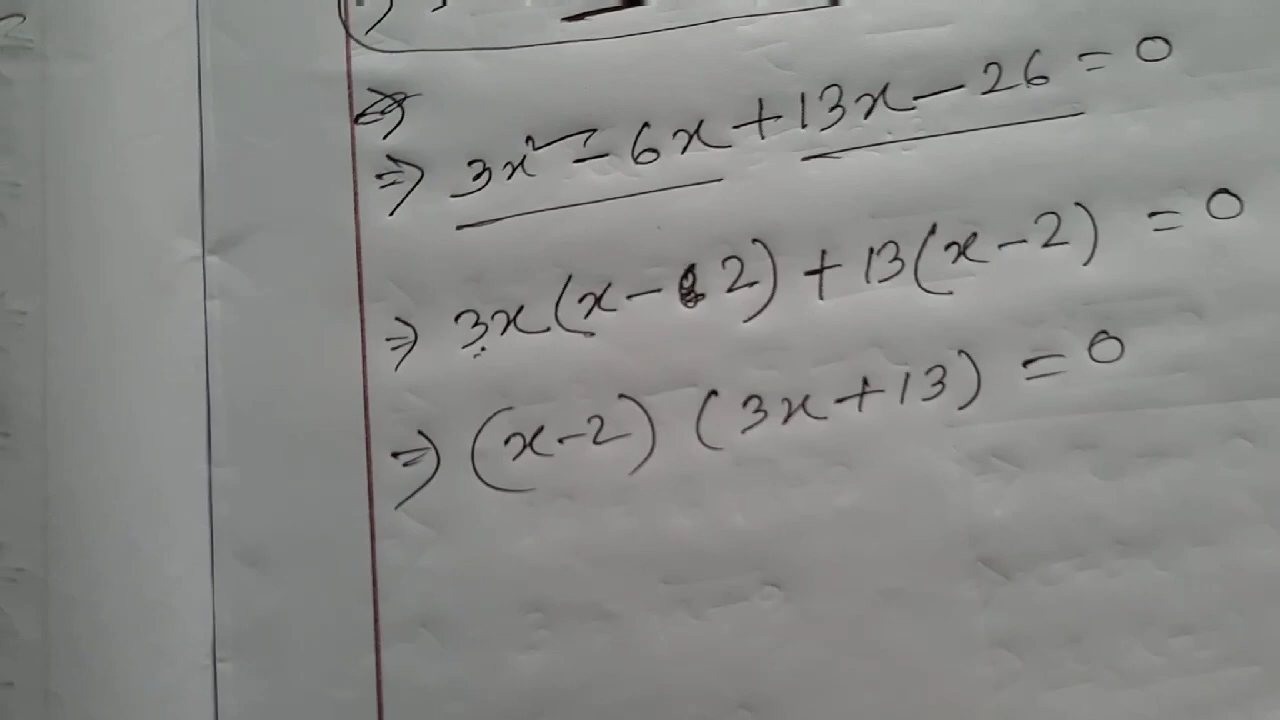 ⇒ 3x² - 6x + 13x - 26 = 0
⇒ 3x(x - 2) + 13(x - 2) = 0
⇒ (x - 2) (3x + 13) = 0